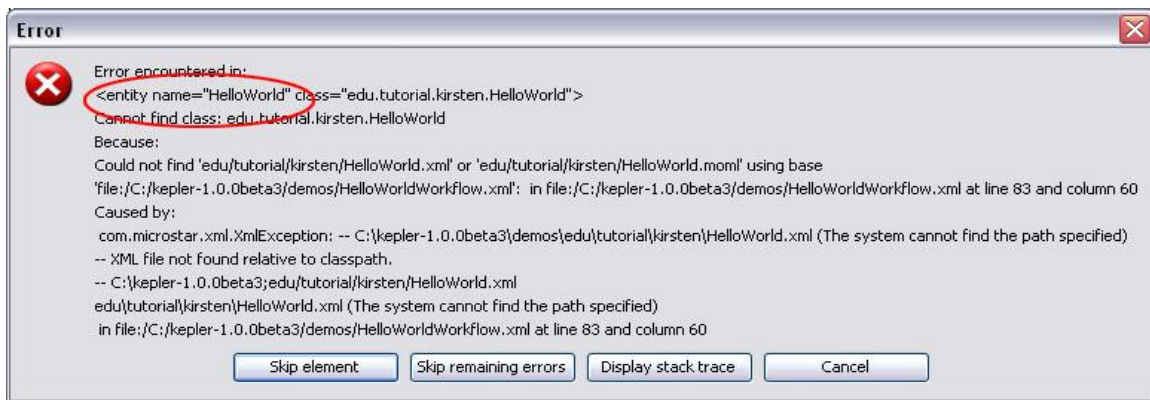 Error
Error encountered in:
<entity name="HelloWorld" class="edu.tutorial.kirsten.HelloWorld">
Cannot find class: edu.tutorial.kirsten.HelloWorld
Because:
Could not find 'edu/tutorial/kirsten/HelloWorld.xml' or 'edu/tutorial/kirsten/HelloWorld.moml' using base
'file:/C:/kepler-1.0.0beta3/demos/HelloWorldWorkflow.xml':  in file:/C:/kepler-1.0.0beta3/demos/HelloWorldWorkflow.xml at line 83 and column 60
Caused by:
com.microstar.xml.XmlException: -- C:\kepler-1.0.0beta3\demos\edu\tutorial\kirsten\HelloWorld.xml (The system cannot find the path specified)
-- XML file not found relative to classpath.
-- C:\kepler-1.0.0beta3;edu/tutorial/kirsten/HelloWorld.xml
edu\tutorial\kirsten\HelloWorld.xml (The system cannot find the path specified)
in file:/C:/kepler-1.0.0beta3/demos/HelloWorldWorkflow.xml at line 83 and column 60
Skip element Skip remaining errors Display stack trace Cancel